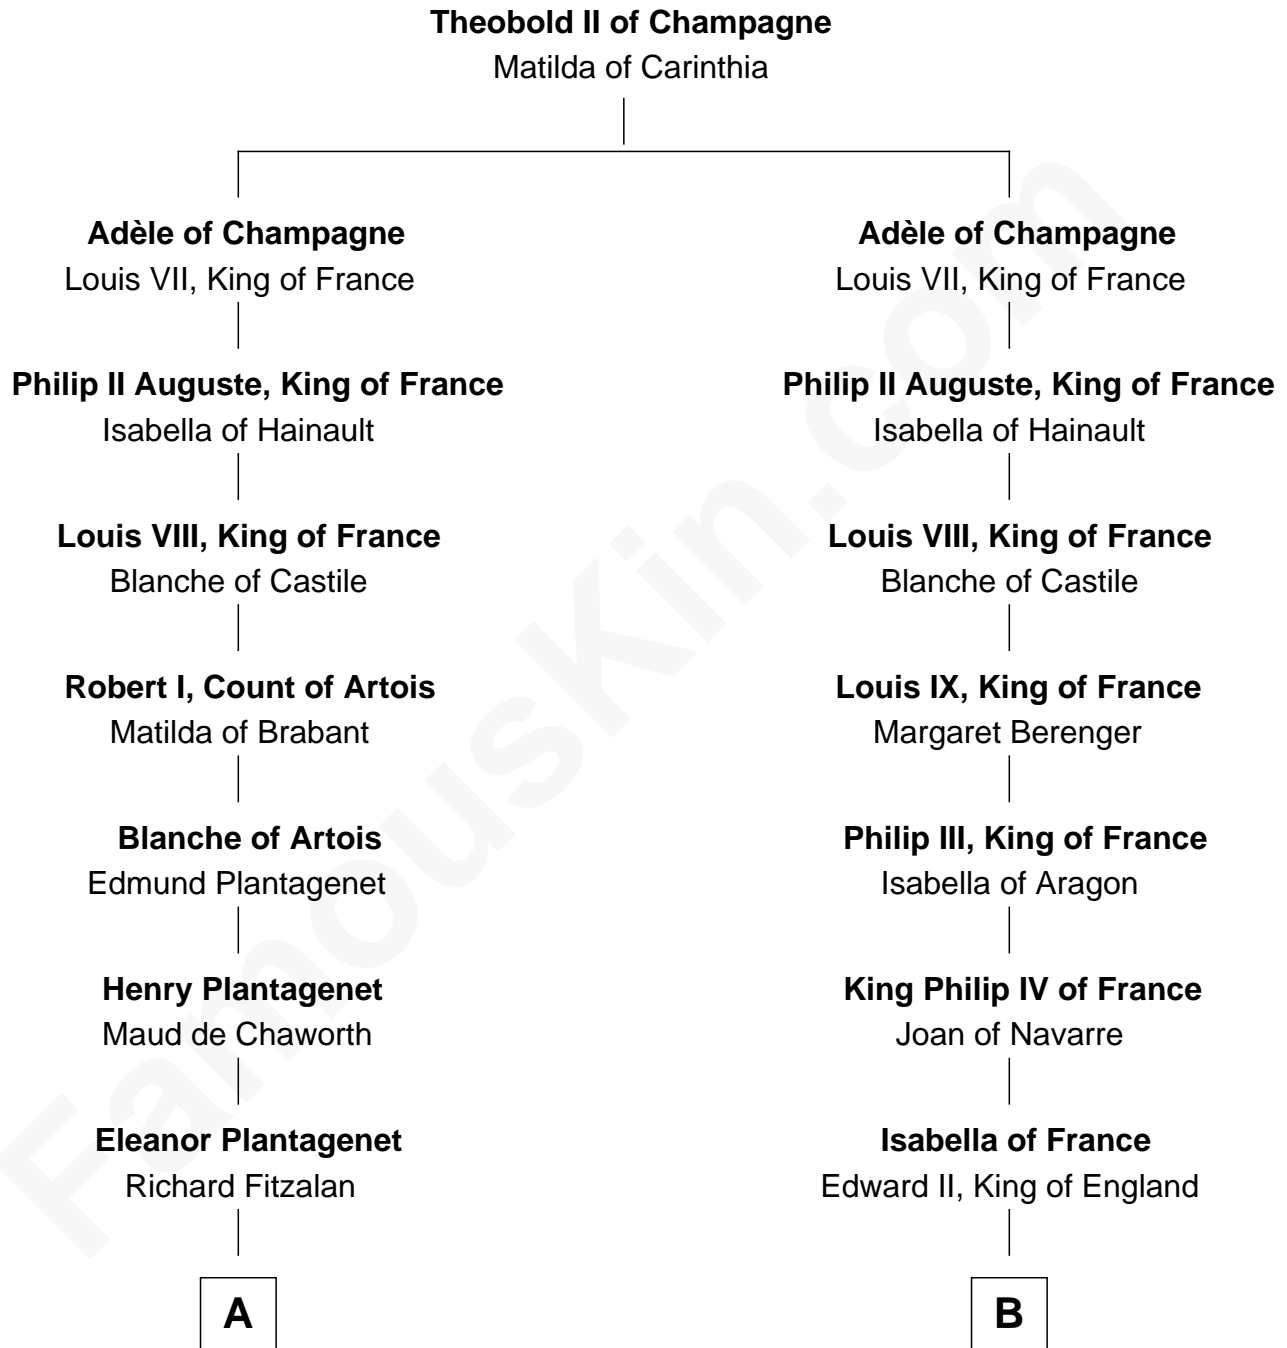 Theobold II of Champagne
Matilda of Carinthia
Adèle of Champagne
Louis VII, King of France
Philip II Auguste, King of France
Isabella of Hainault
Louis VIII, King of France
Blanche of Castile
Robert I, Count of Artois
Matilda of Brabant
Blanche of Artois
Edmund Plantagenet
Henry Plantagenet
Maud de Chaworth
Eleanor Plantagenet
Richard Fitzalan
A
Adèle of Champagne
Louis VII, King of France
Philip II Auguste, King of France
Isabella of Hainault
Louis VIII, King of France
Blanche of Castile
Louis IX, King of France
Margaret Berenger
Philip III, King of France
Isabella of Aragon
King Philip IV of France
Joan of Navarre
Isabella of France
Edward II, King of England
B
FamousKin.com